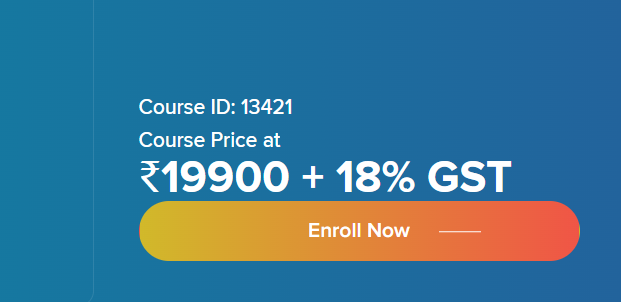 Course ID: 13421
Course Price at
₹19900 + 18% GST
Enroll Now